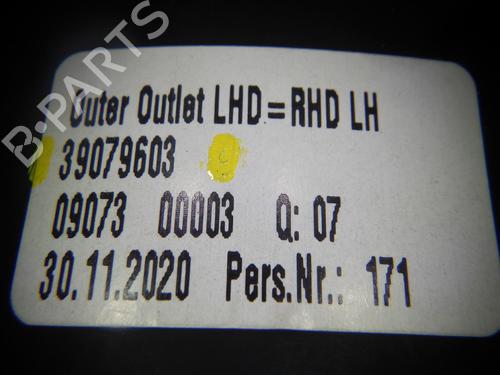 B-PARTS
Outer Outlet LHD=RHD LH
39079603
09073 00003 Q: 07
30.11.2020 Pers.Nr.: 171